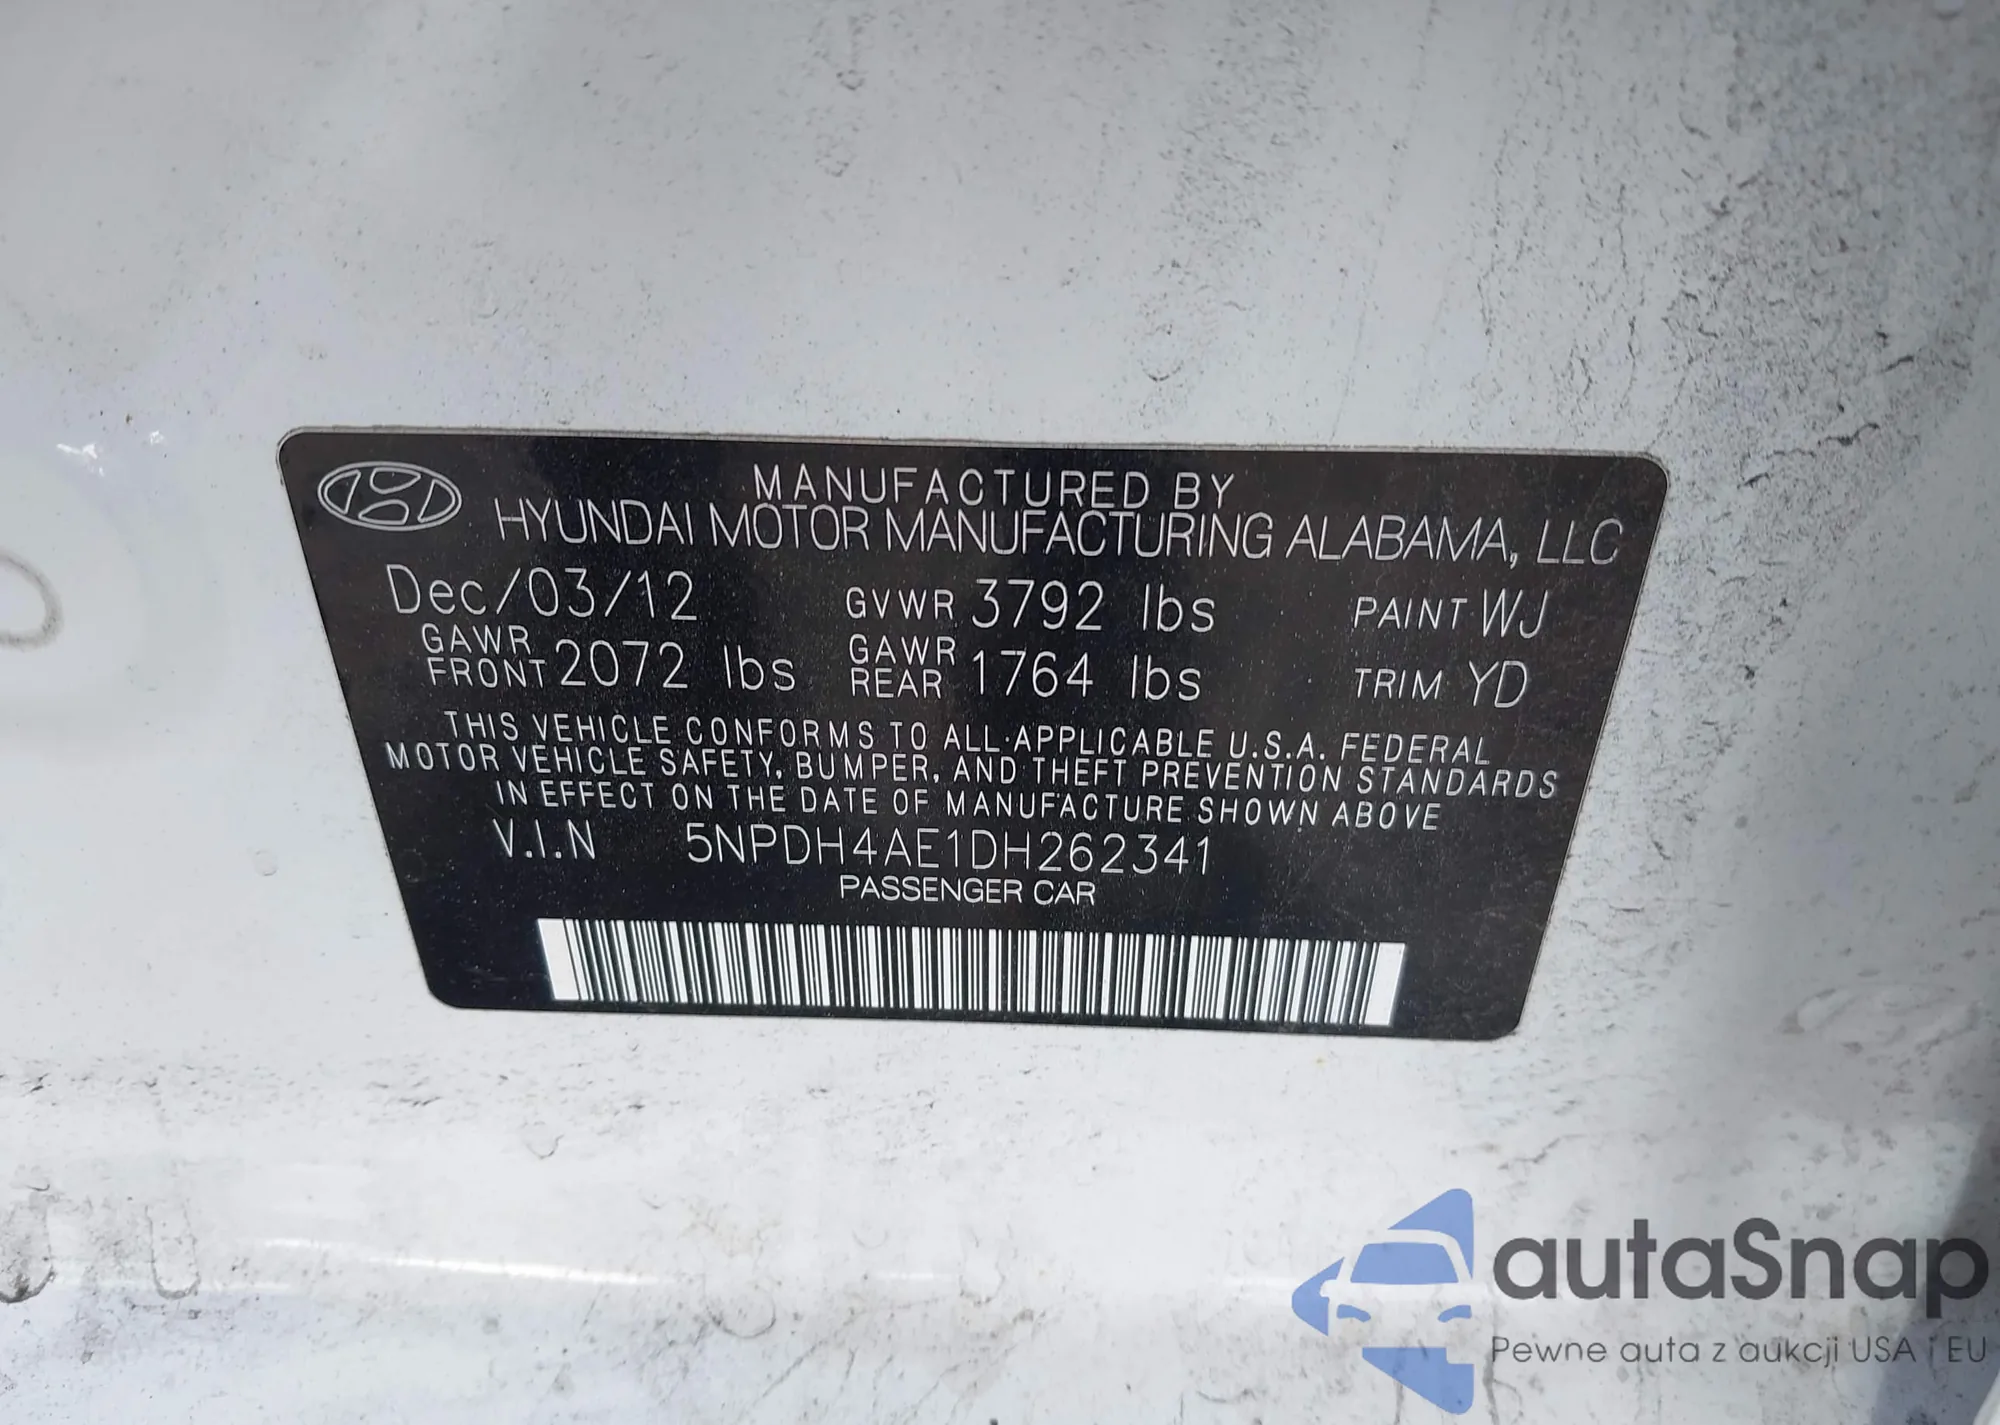 MANUFACTURED BY
HYUNDAI MOTOR MANUFACTURING ALABAMA, LLC
Dec/03/12 GVWR 3792 lbs PAINT WJ
GAWR FRONT 2072 lbs GAWR REAR 1764 lbs TRIM YD
THIS VEHICLE CONFORMS TO ALL APPLICABLE U.S.A. FEDERAL
MOTOR VEHICLE SAFETY, BUMPER, AND THEFT PREVENTION STANDARDS
IN EFFECT ON THE DATE OF MANUFACTURE SHOWN ABOVE
V.I.N 5NPDH4AE1DH262341
PASSENGER CAR
autaSnap
Pewne auta z aukcji USA i EU